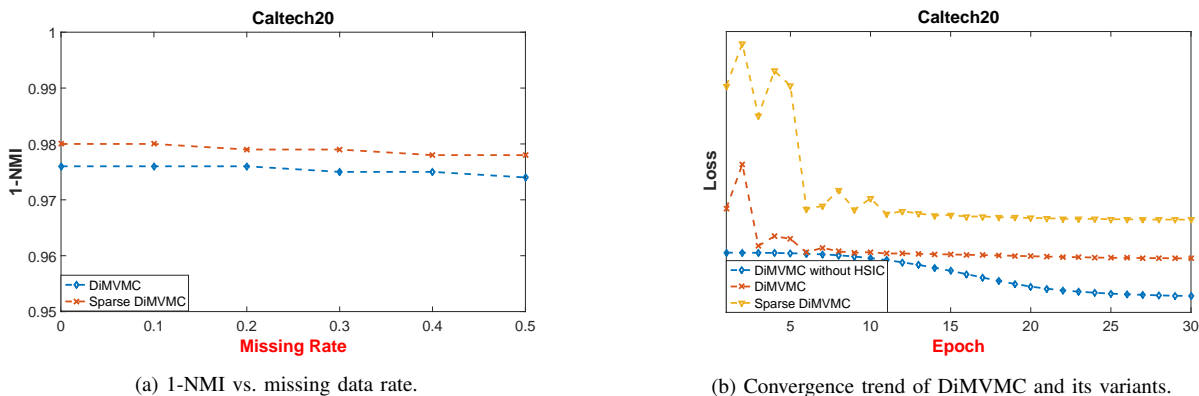 Caltech20
1
0.99
0.98
0.97
0.96
0.95
1-NMI
DiMVMC
Sparse DiMVMC
0 0.1 0.2 0.3 0.4 0.5
Missing Rate
(a) 1-NMI vs. missing data rate.
Caltech20
Loss
DiMVMC without HSIC
DiMVMC
Sparse DiMVMC
5 10 15 20 25 30
Epoch
(b) Convergence trend of DiMVMC and its variants.